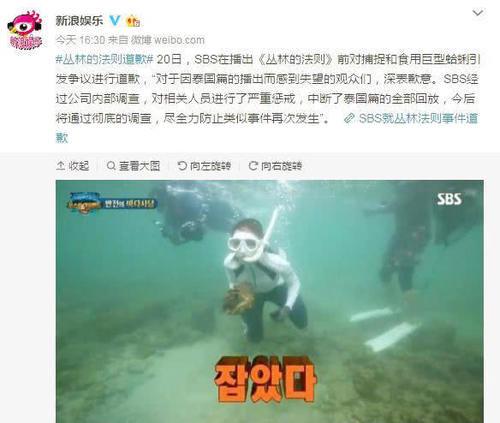 新浪娱乐
今天 16:30 来自 微博 weibo.com
#丛林的法则道歉# 20日，SBS在播出《丛林的法则》前对捕捉和食用巨型蛤蜊引
发争议进行道歉，“对于因泰国篇的播出而感到失望的观众们，深表歉意。SBS经
过公司内部调查，对相关人员进行了严重惩戒，中断了泰国篇的全部回放，今后
将通过彻底的调查，尽全力防止类似事件再次发生”。 SBS就丛林法则事件道
歉
收起 查看大图 向左旋转 向右旋转
반전의 바다사냥
SBS
잡았다